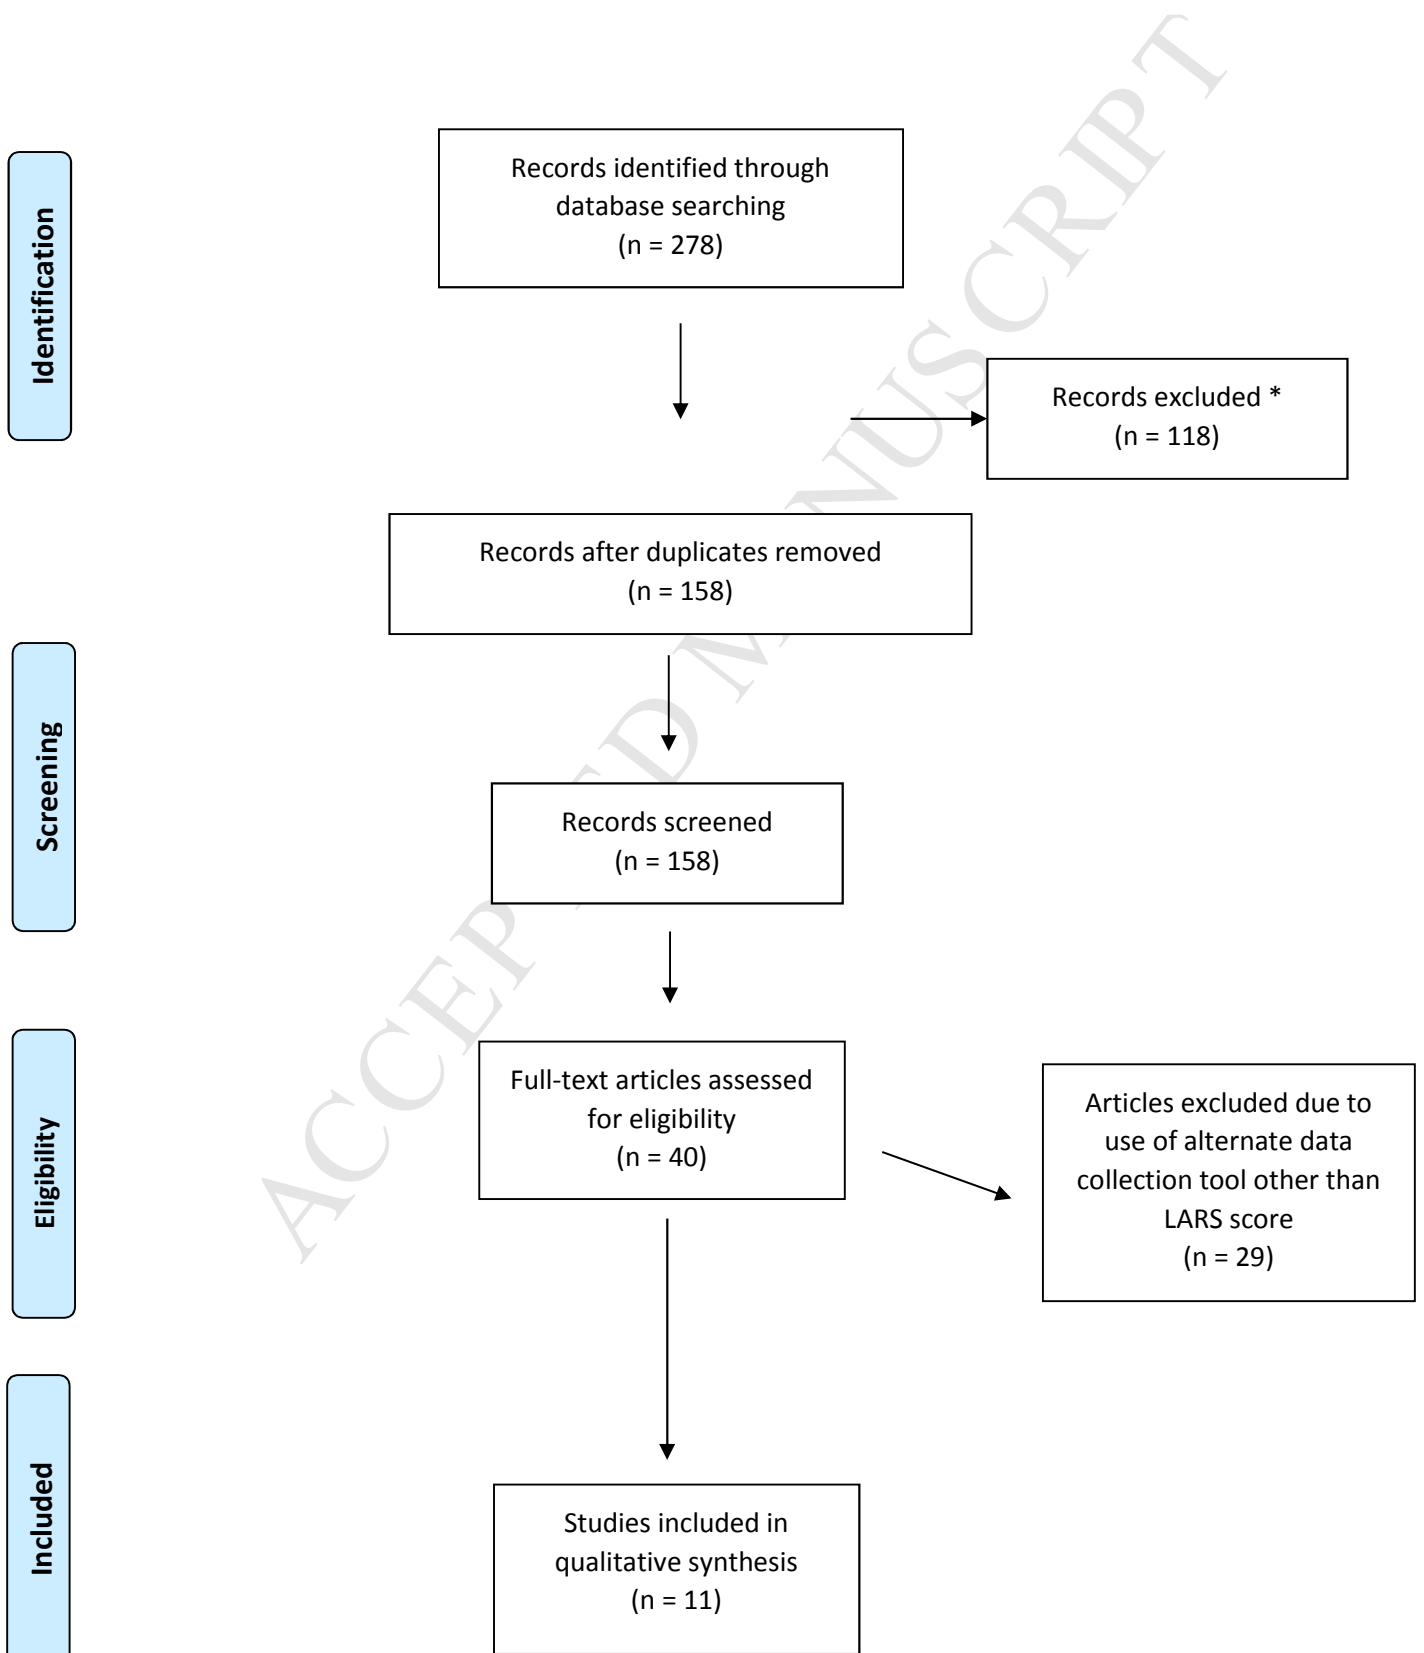 Identification
Records identified through
database searching
(n = 278)
Records excluded *
(n = 118)
Records after duplicates removed
(n = 158)
Screening
Records screened
(n = 158)
Eligibility
Full-text articles assessed
for eligibility
(n = 40)
Articles excluded due to
use of alternate data
collection tool other than
LARS score
(n = 29)
Included
Studies included in
qualitative synthesis
(n = 11)
ACCEPTED MANUSCRIPT